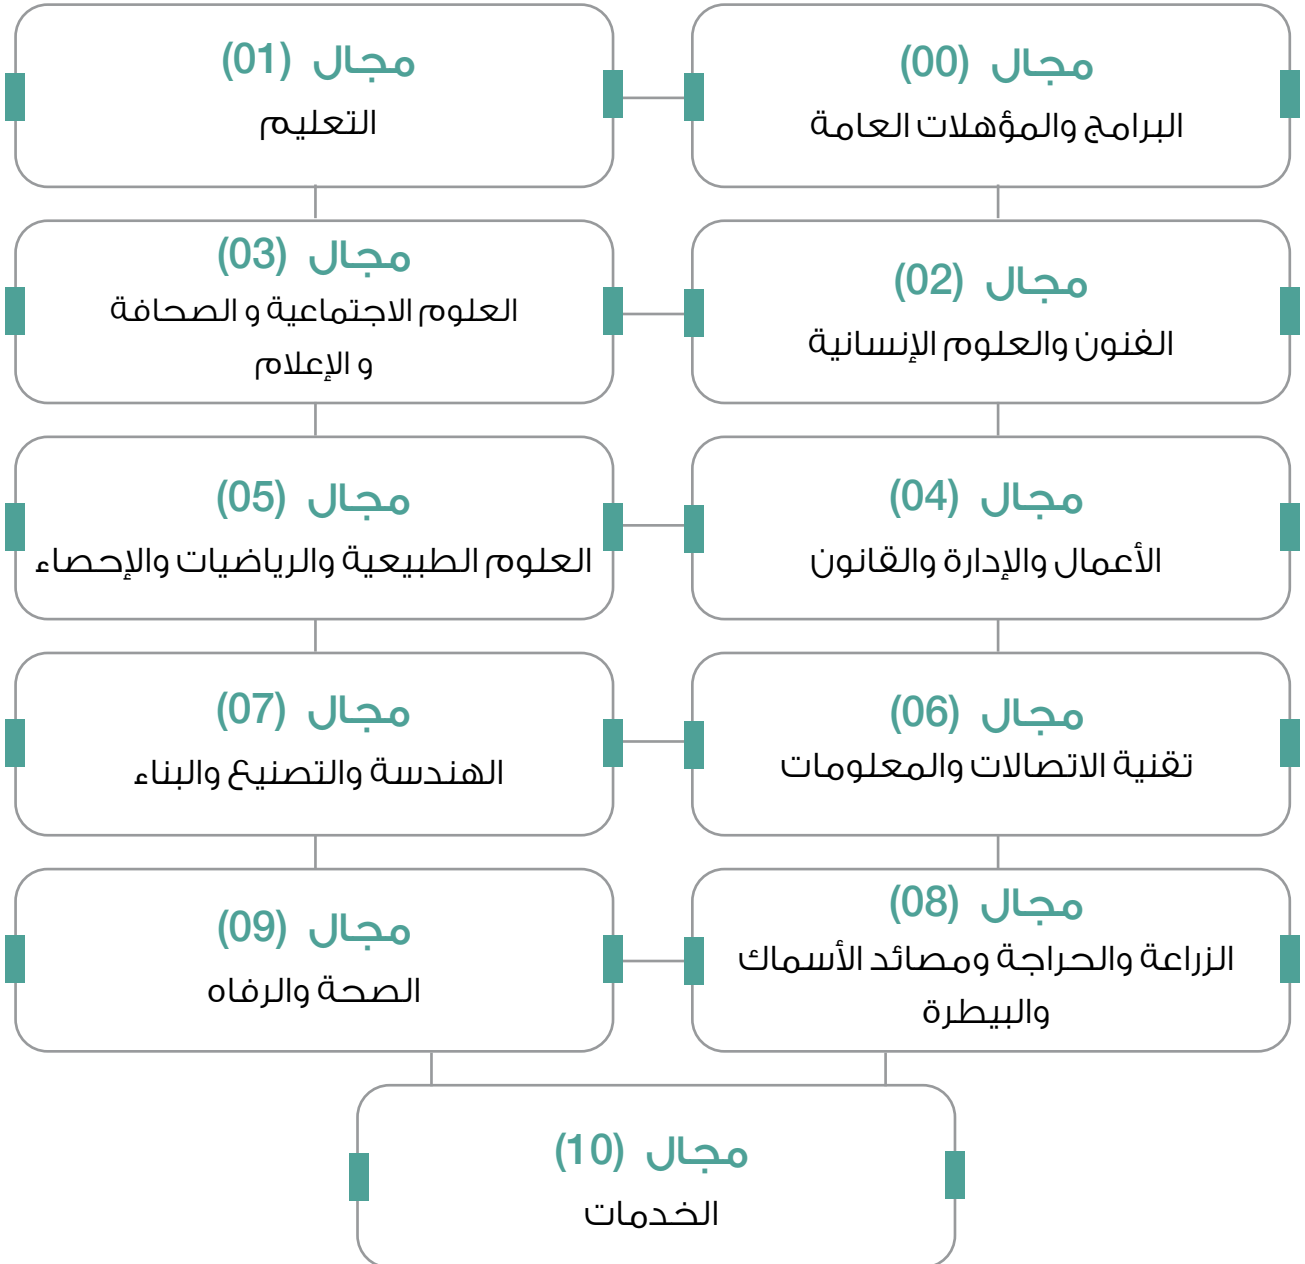 مجال (00)
البرامج والمؤهلات العامة
مجال (01)
التعليم
مجال (02)
الفنون والعلوم الإنسانية
مجال (03)
العلوم الاجتماعية و الصحافة
و الإعلام
مجال (04)
الأعمال والإدارة والقانون
مجال (05)
العلوم الطبيعية والرياضيات والإحصاء
مجال (06)
تقنية الاتصالات والمعلومات
مجال (07)
الهندسة والتصنيع والبناء
مجال (08)
الزراعة والحراجة ومصائد الأسماك
والبيطرة
مجال (09)
الصحة والرفاه
مجال (10)
الخدمات